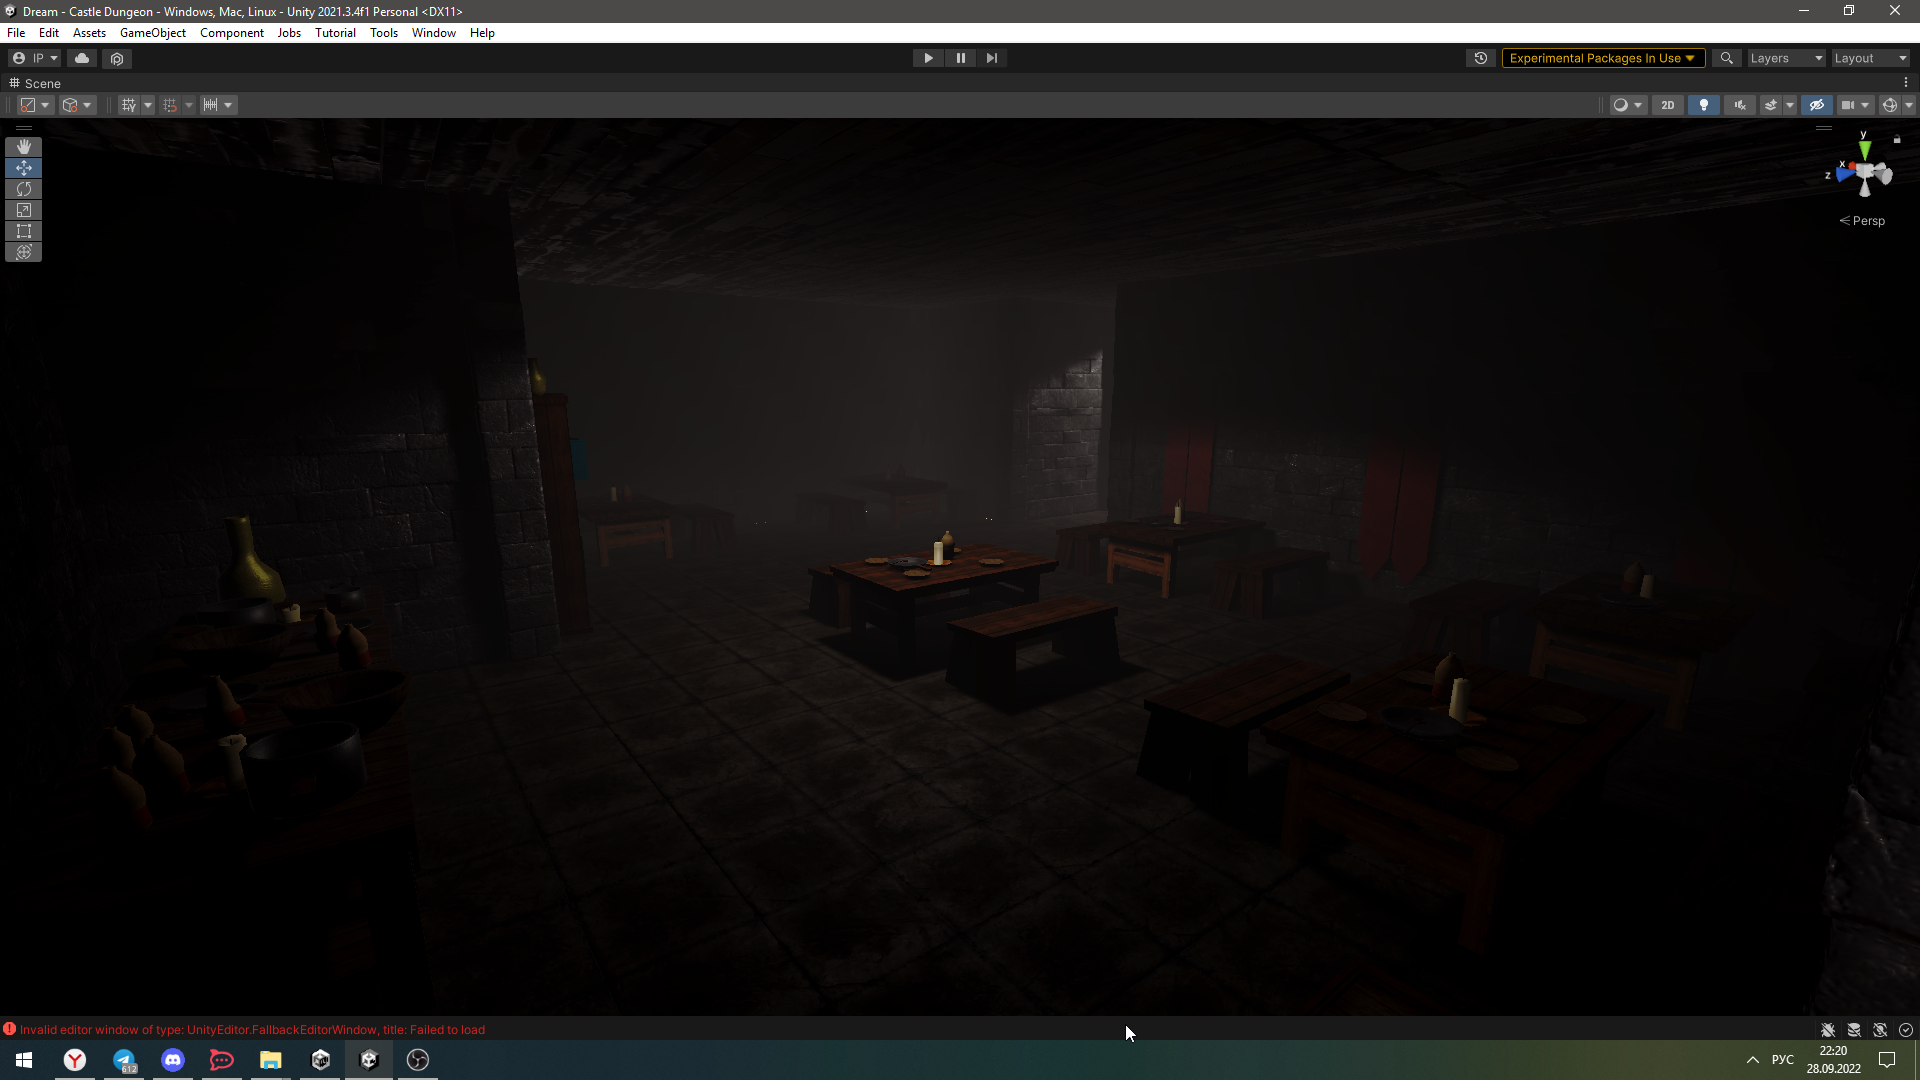 Dream - Castle Dungeon - Windows, Mac, Linux - Unity 2021.3.4f1 Personal <DX11>
File Edit Assets GameObject Component Jobs Tutorial Tools Window Help
IP Experimental Packages In Use Layers Layout
Scene
2D
y
x
z
Persp
Invalid editor window of type: UnityEditor.FallbackEditorWindow, title: Failed to load
612
РУС
22:20
28.09.2022